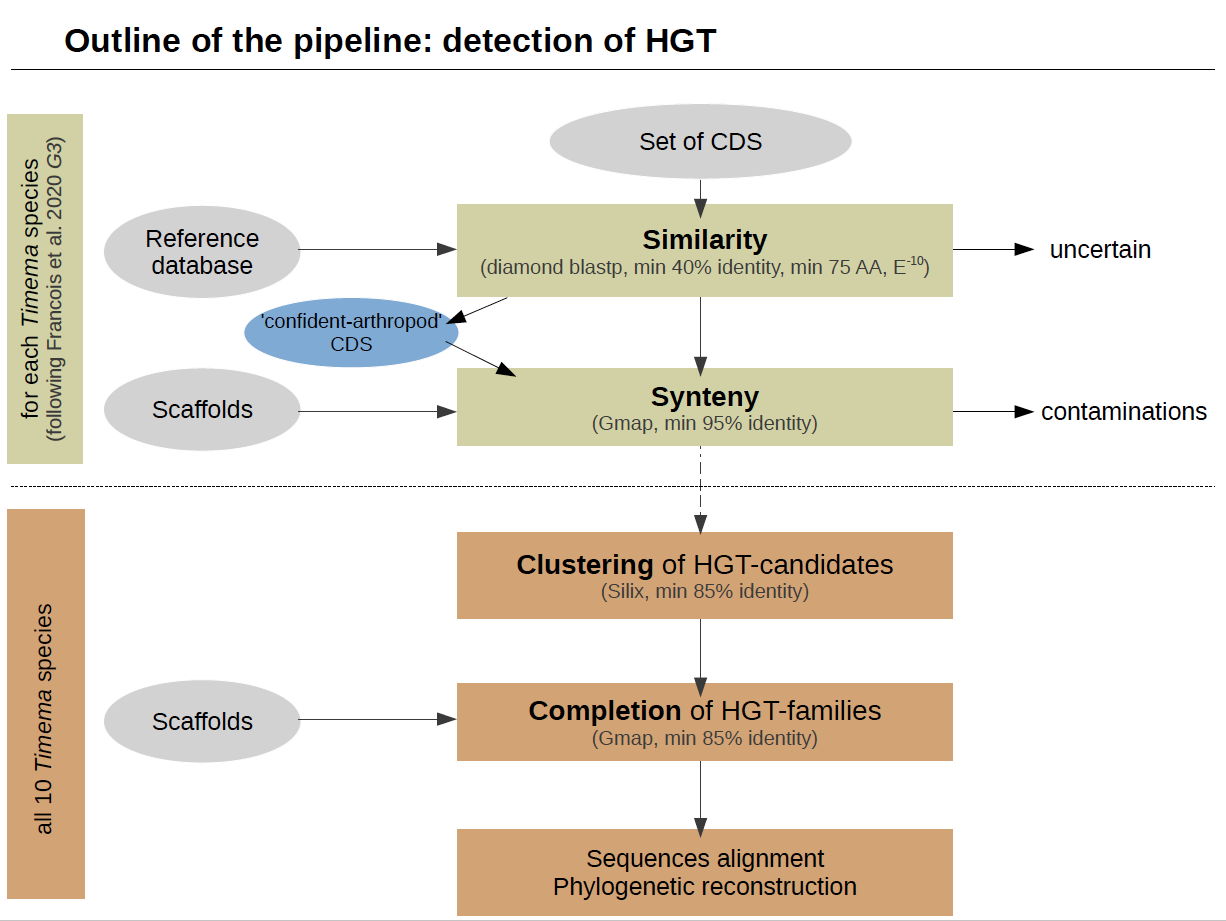 Outline of the pipeline: detection of HGT
for each Timema species
(following Francois et al. 2020 G3)
Set of CDS
Reference
database
Similarity
(diamond blastp, min 40% identity, min 75 AA, E-10)
uncertain
'confident-arthropod'
CDS
Scaffolds
Synteny
(Gmap, min 95% identity)
contaminations
all 10 Timema species
Clustering of HGT-candidates
(Silix, min 85% identity)
Scaffolds
Completion of HGT-families
(Gmap, min 85% identity)
Sequences alignment
Phylogenetic reconstruction